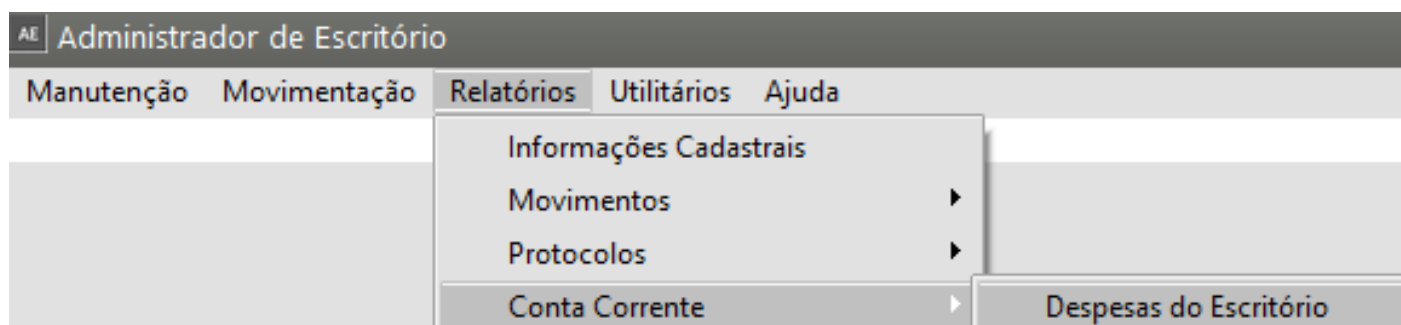 AE Administrador de Escritório
Manutenção Movimentação Relatórios Utilitários Ajuda
Informações Cadastrais
Movimentos
Protocolos
Conta Corrente Despesas do Escritório